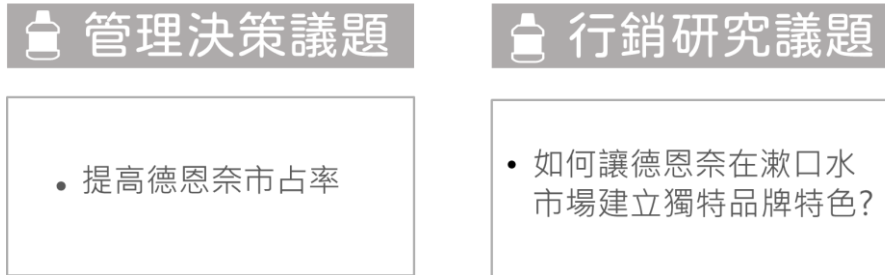 管理決策議題
行銷研究議題
• 提高德恩奈市占率
• 如何讓德恩奈在漱口水
市場建立獨特品牌特色?